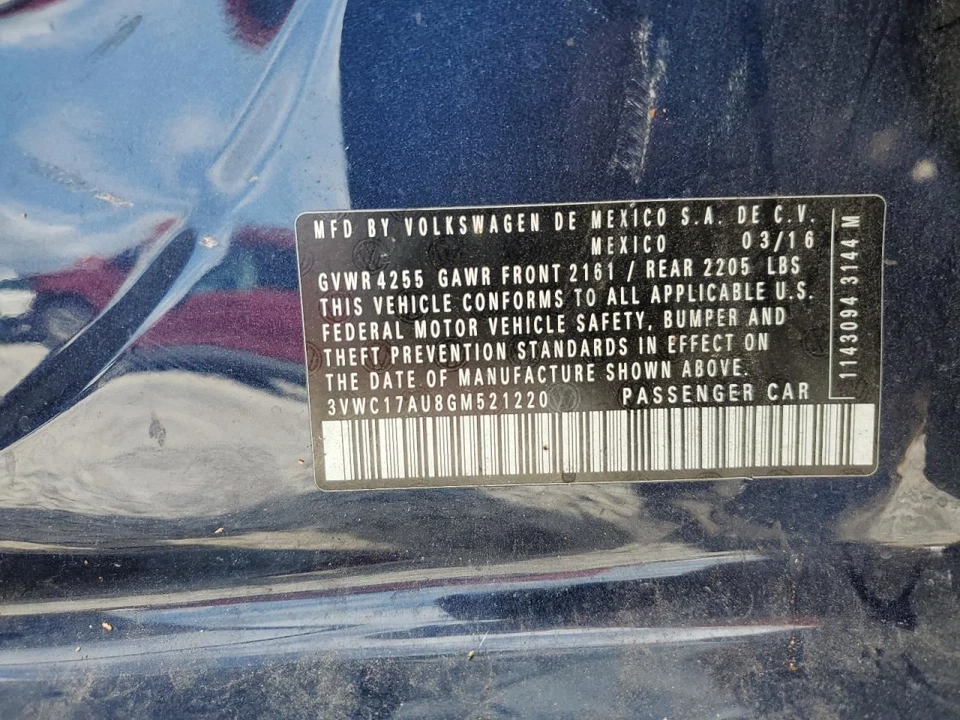 MFD BY VOLKSWAGEN DE MEXICO S.A. DE C.V.
MEXICO 03/16
GVWR 4255 GAWR FRONT 2161 / REAR 2205 LBS
THIS VEHICLE CONFORMS TO ALL APPLICABLE U.S.
FEDERAL MOTOR VEHICLE SAFETY, BUMPER AND
THEFT PREVENTION STANDARDS IN EFFECT ON
THE DATE OF MANUFACTURE SHOWN ABOVE.
3VWC17AU8GM521220 PASSENGER CAR
1143094 3144 M